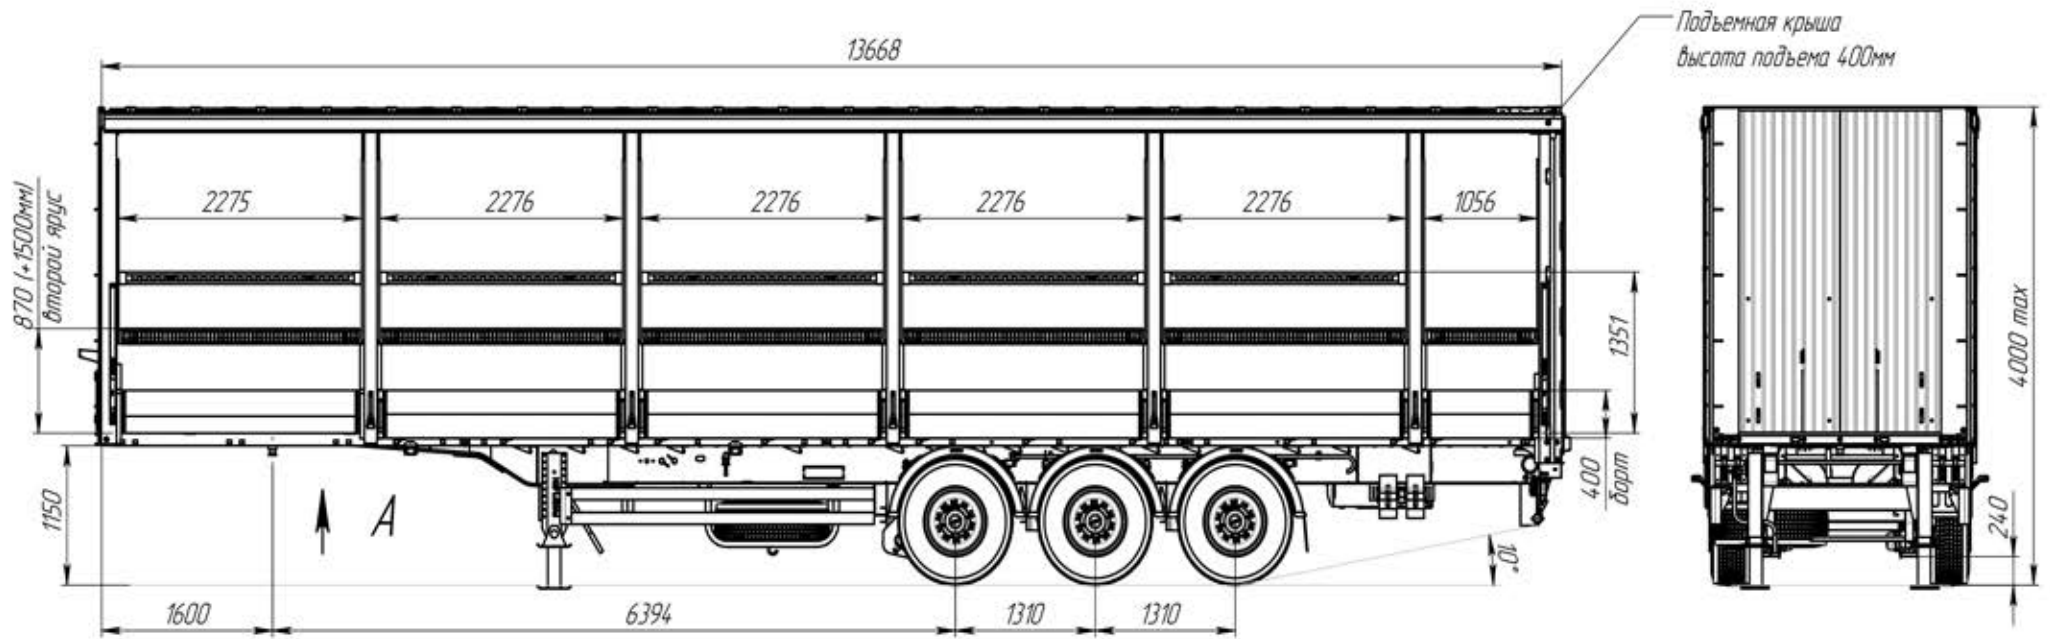 13668
Подъемная крыша
высота подъема 400мм
870 (+1500мм)
второй ярус
2275
2276
2276
2276
2276
1056
1351
4000 max
400
борт
1150
А
10°
240
1600
6394
1310
1310